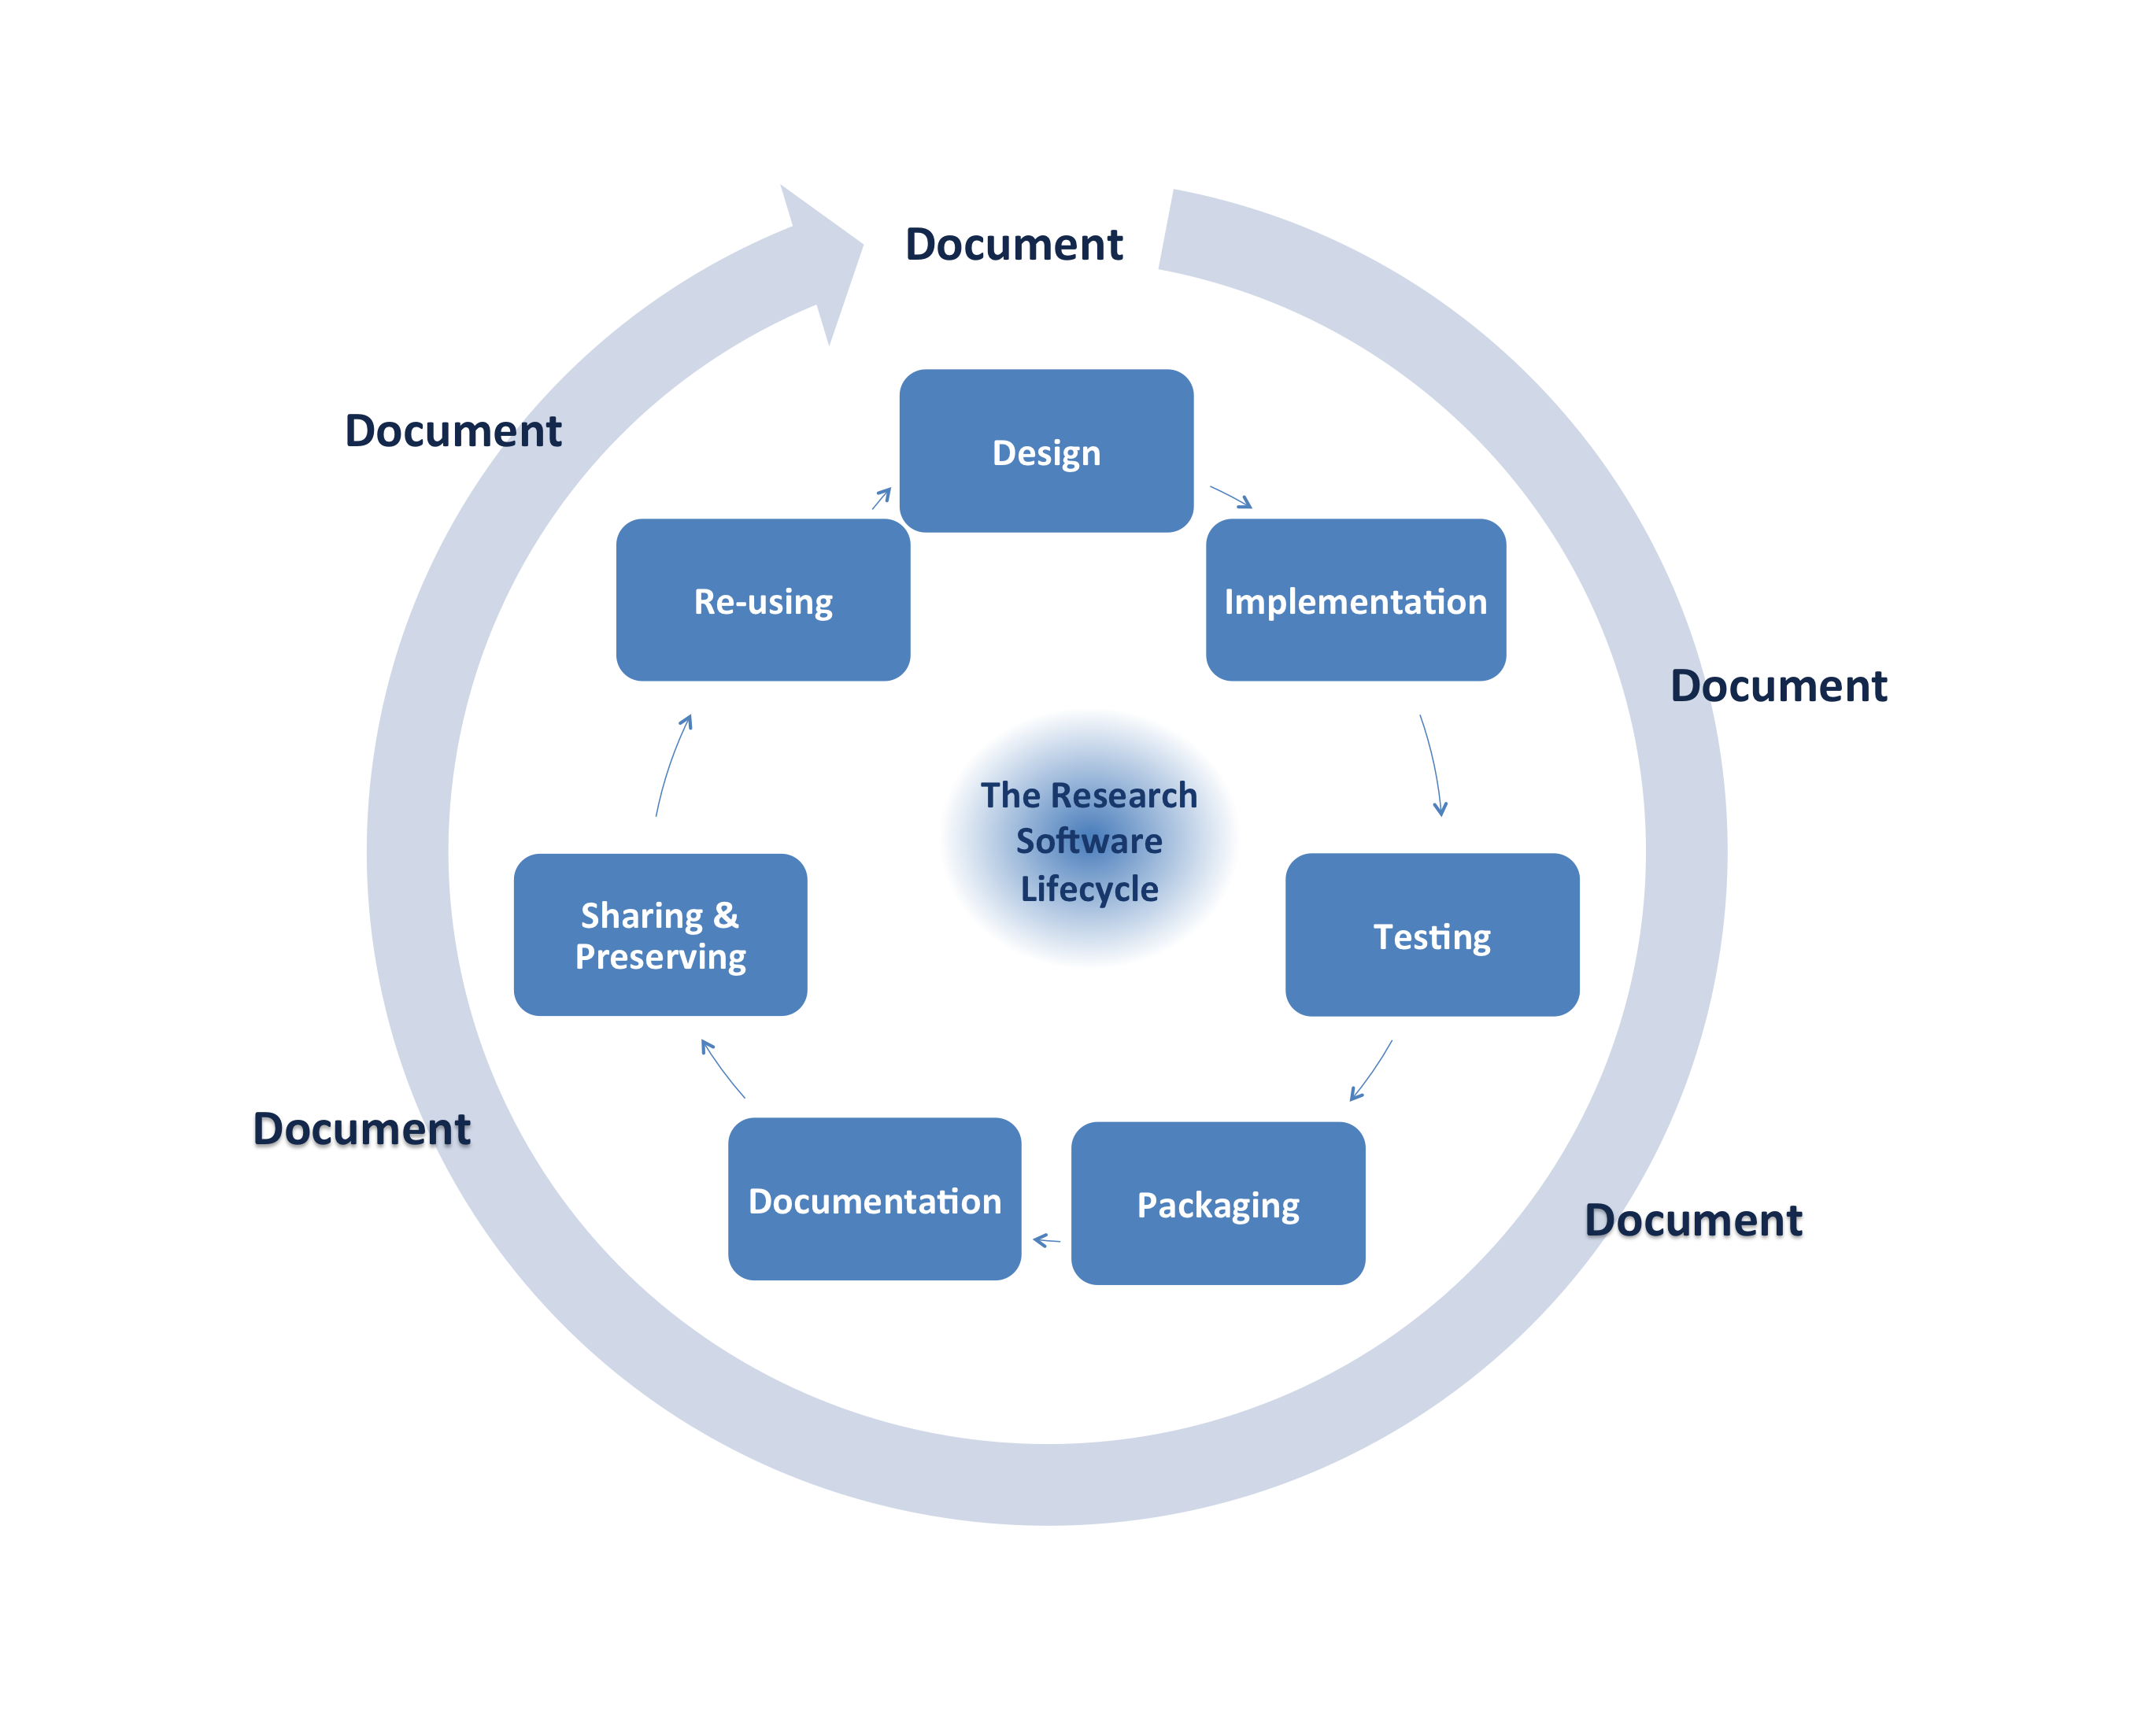 Document
Document
Design
Re-using
Implementation
Document
The Research
Software
Lifecycle
Sharing &
Preserving
Testing
Document
Documentation
Packaging
Document